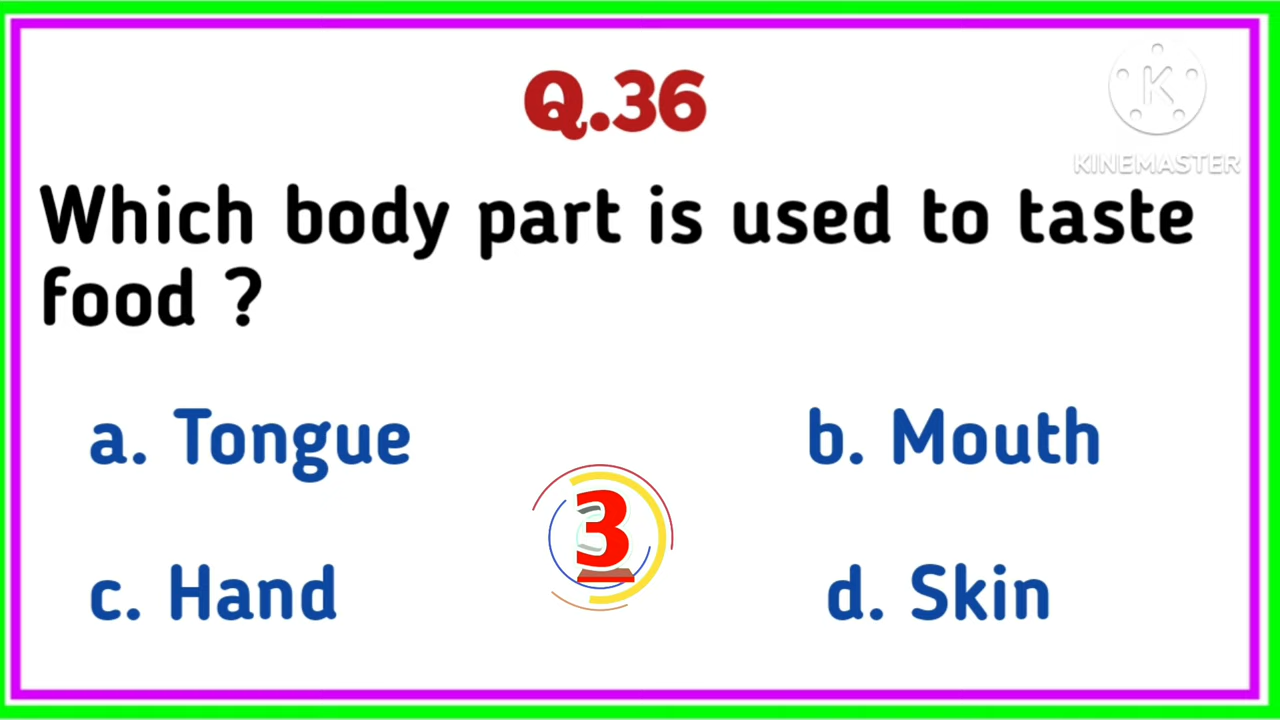 Q.36
K
KINEMASTER
Which body part is used to taste
food ?
a. Tongue
b. Mouth
3
c. Hand
d. Skin